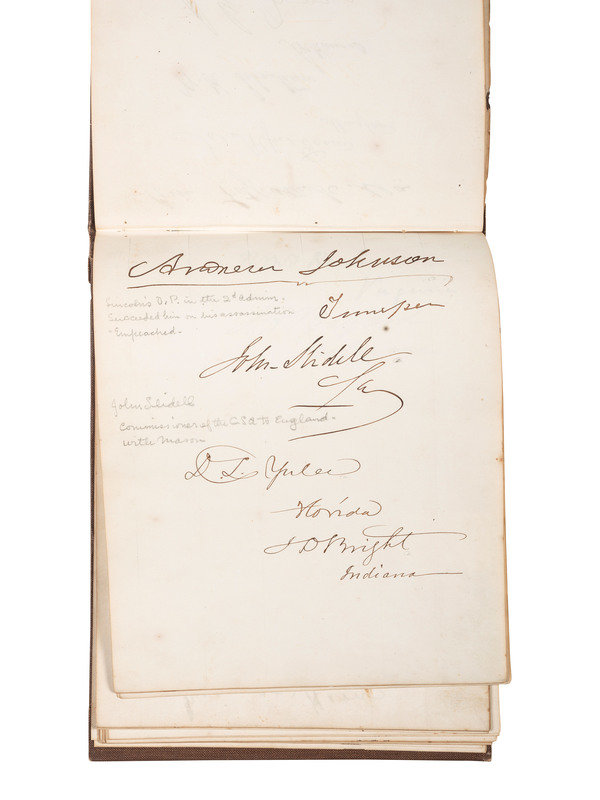 Andrew Johnson
Lincoln's V.P. in the 2d admin.
Succeeded him on his assassination
Impeached.
John Slidell
La
John Slidell
Commissioner of the CSA to England
with Mason
D. L. Yulee
Florida
J D Bright
Indiana